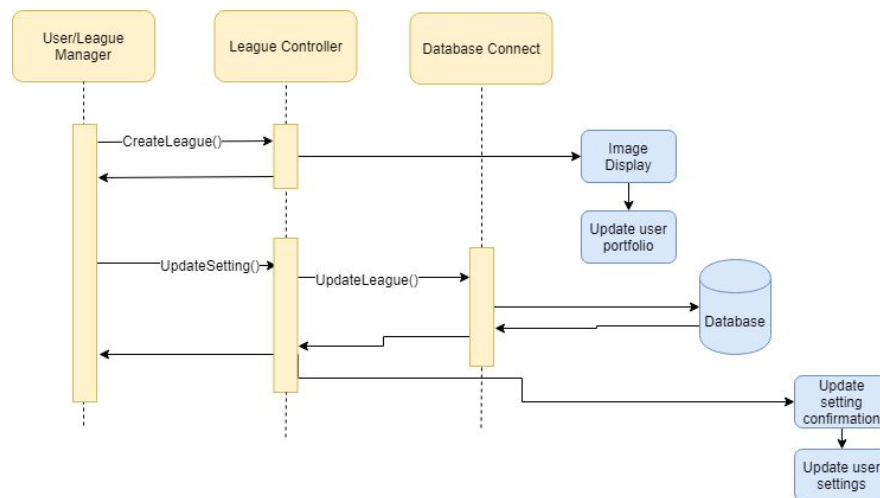 User/League
Manager
League Controller
Database Connect
CreateLeague()
Image
Display
Update user
portfolio
UpdateSetting()
UpdateLeague()
Database
Update
setting
confirmation
Update user
settings